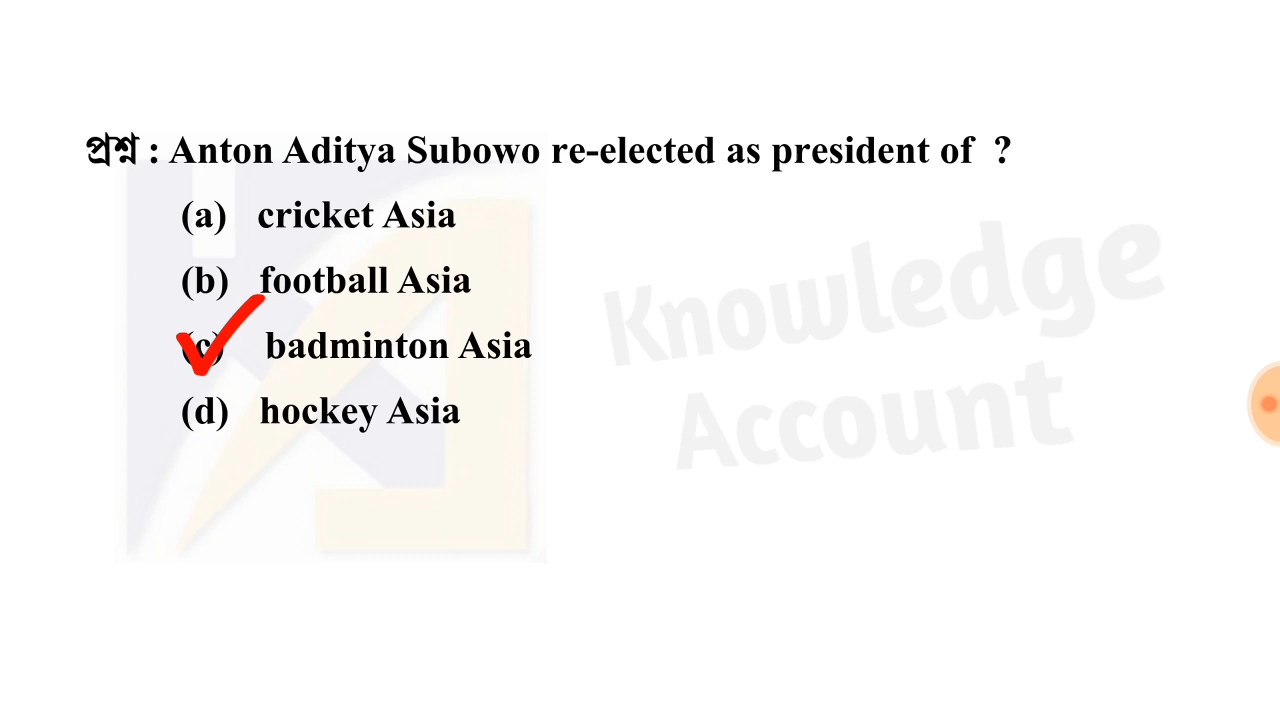 প্রশ্ন : Anton Aditya Subowo re-elected as president of ?
(a) cricket Asia
(b) football Asia
(c) badminton Asia
(d) hockey Asia
Knowledge
Account